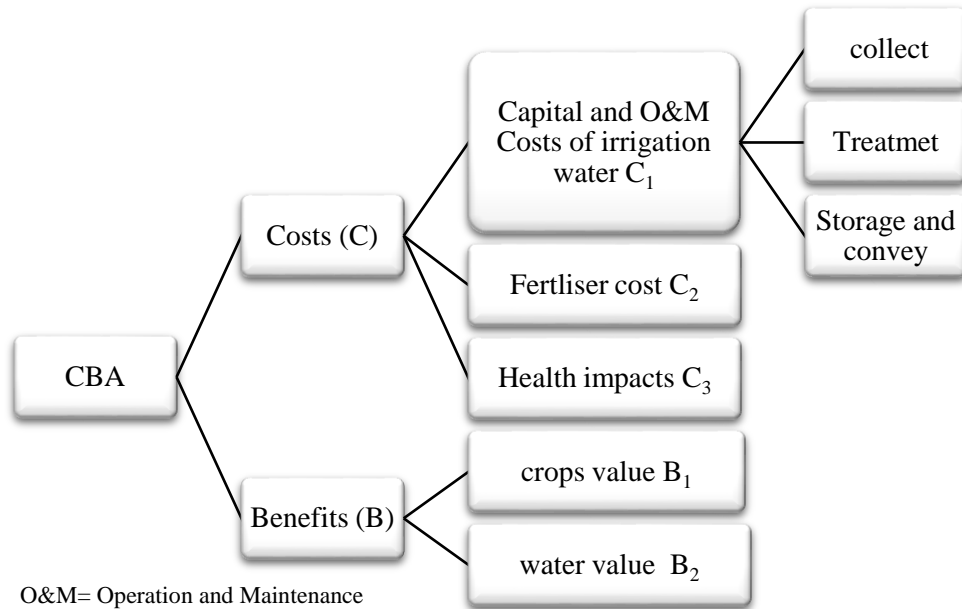 CBA
Costs (C)
Capital and O&M
Costs of irrigation
water C₁
collect
Treatmet
Storage and
convey
Fertliser cost C₂
Health impacts C₃
Benefits (B)
crops value B₁
water value B₂
O&M= Operation and Maintenance